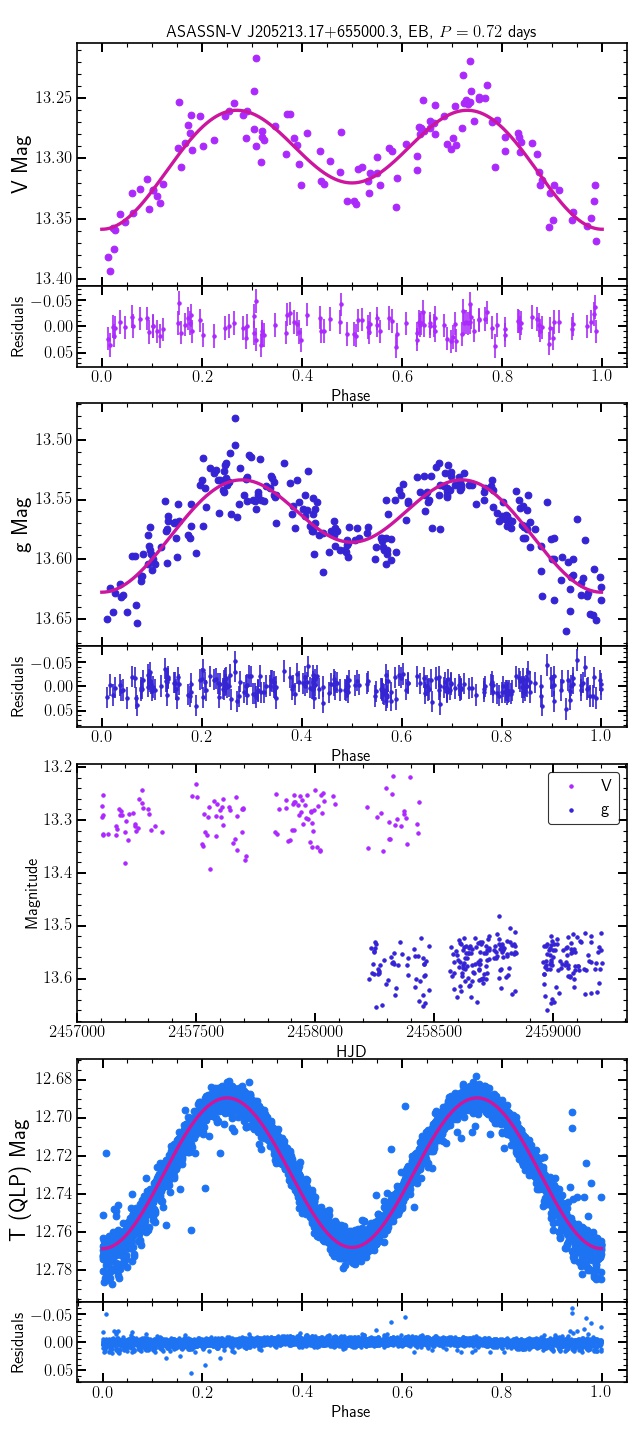 ASASSN-V J205213.17+655000.3, EB, P = 0.72 days
V Mag
13.25
13.30
13.35
13.40
Residuals
−0.05
0.00
0.05
0.0 0.2 0.4 0.6 0.8 1.0
Phase
g Mag
13.50
13.55
13.60
13.65
Residuals
−0.05
0.00
0.05
0.0 0.2 0.4 0.6 0.8 1.0
Phase
Magnitude
13.2
13.3
13.4
13.5
13.6
V
g
2457000 2457500 2458000 2458500 2459000
HJD
T (QLP) Mag
12.68
12.70
12.72
12.74
12.76
12.78
Residuals
−0.05
0.00
0.05
0.0 0.2 0.4 0.6 0.8 1.0
Phase